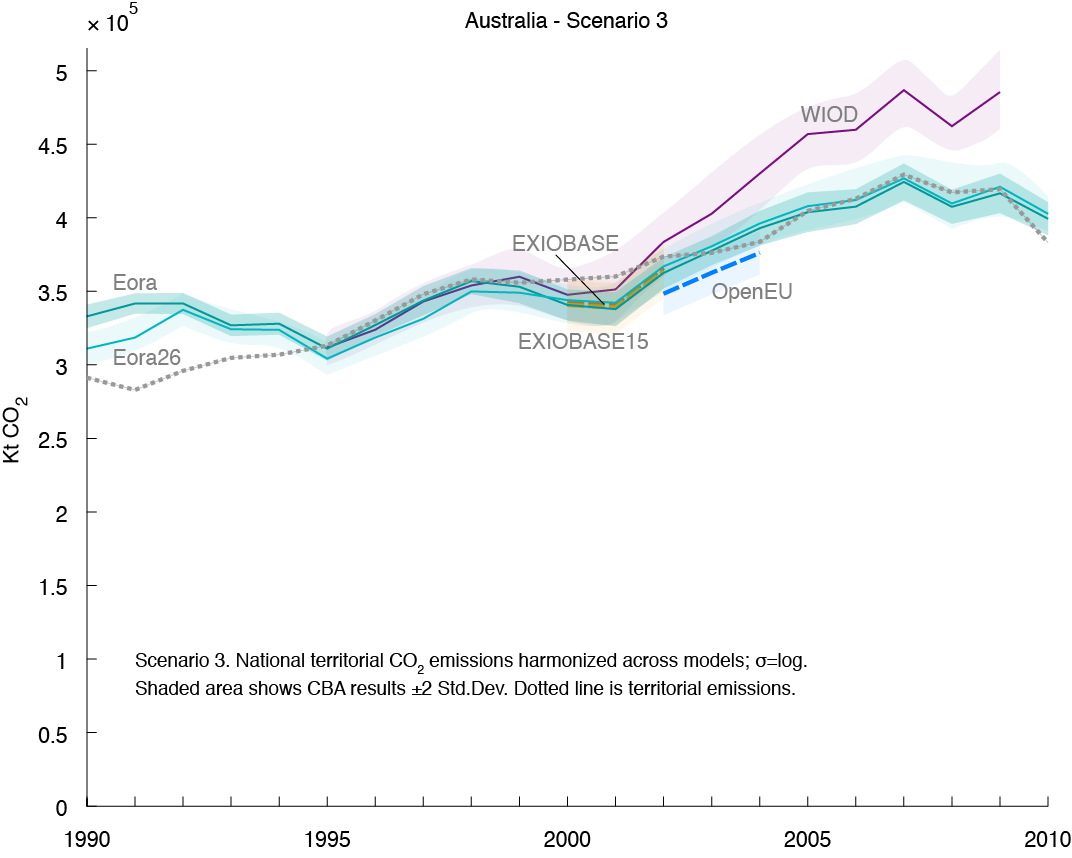 Australia - Scenario 3
× 10⁵
5
4.5
4
3.5
3
2.5
2
1.5
1
0.5
0
Kt CO₂
WIOD
EXIOBASE
Eora
OpenEU
EXIOBASE15
Eora26
Scenario 3. National territorial CO₂ emissions harmonized across models; σ=log.
Shaded area shows CBA results ±2 Std.Dev. Dotted line is territorial emissions.
1990 1995 2000 2005 2010